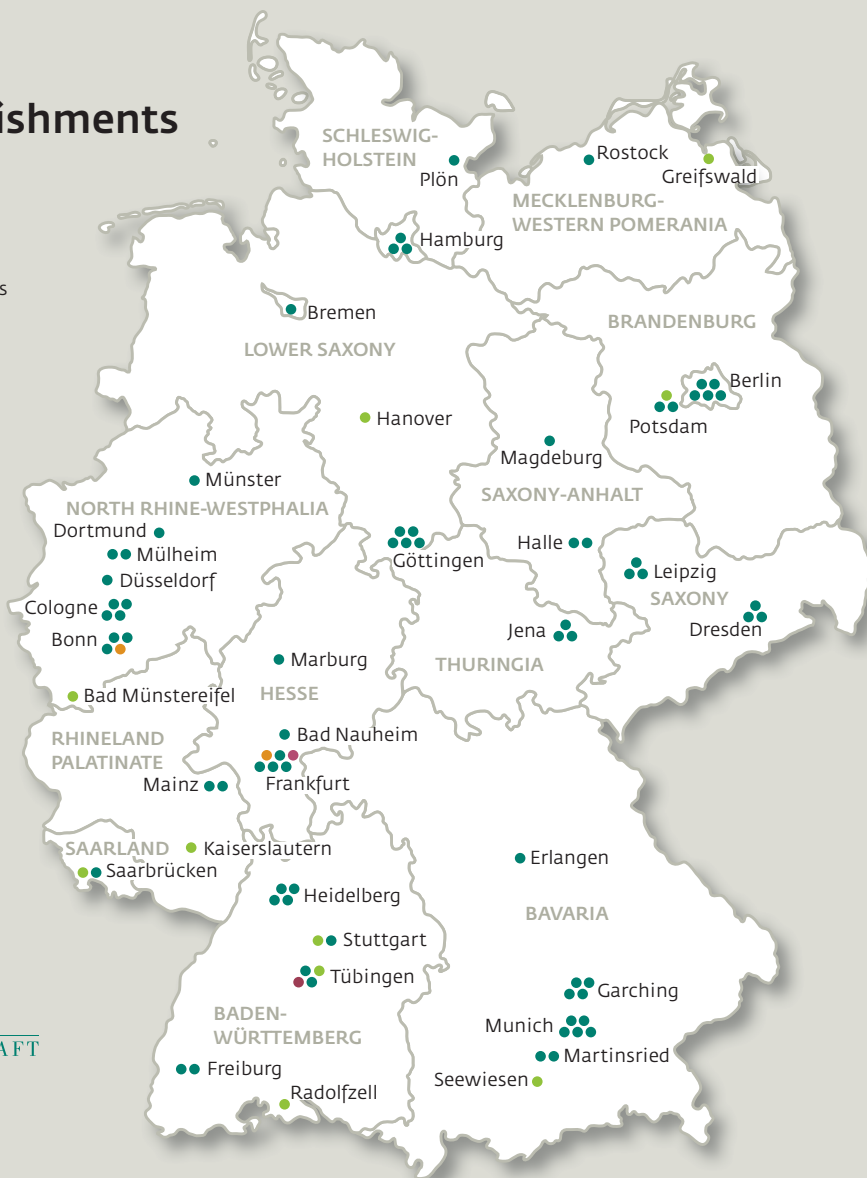 ishments
SCHLESWIG-
HOLSTEIN
Plön
Rostock
Greifswald
MECKLENBURG-
WESTERN POMERANIA
Hamburg
s
Bremen
LOWER SAXONY
BRANDENBURG
Berlin
Potsdam
Hanover
Magdeburg
Münster
SAXONY-ANHALT
NORTH RHINE-WESTPHALIA
Dortmund
Mülheim
Göttingen
Halle
Düsseldorf
Leipzig
SAXONY
Cologne
Bonn
Jena
Dresden
Marburg
THURINGIA
HESSE
Bad Münstereifel
Bad Nauheim
RHINELAND
PALATINATE
Mainz
Frankfurt
SAARLAND
Kaiserslautern
Saarbrücken
Erlangen
Heidelberg
BAVARIA
Stuttgart
Tübingen
Garching
BADEN-
WÜRTTEMBERG
Munich
AFT
Martinsried
Freiburg
Seewiesen
Radolfzell